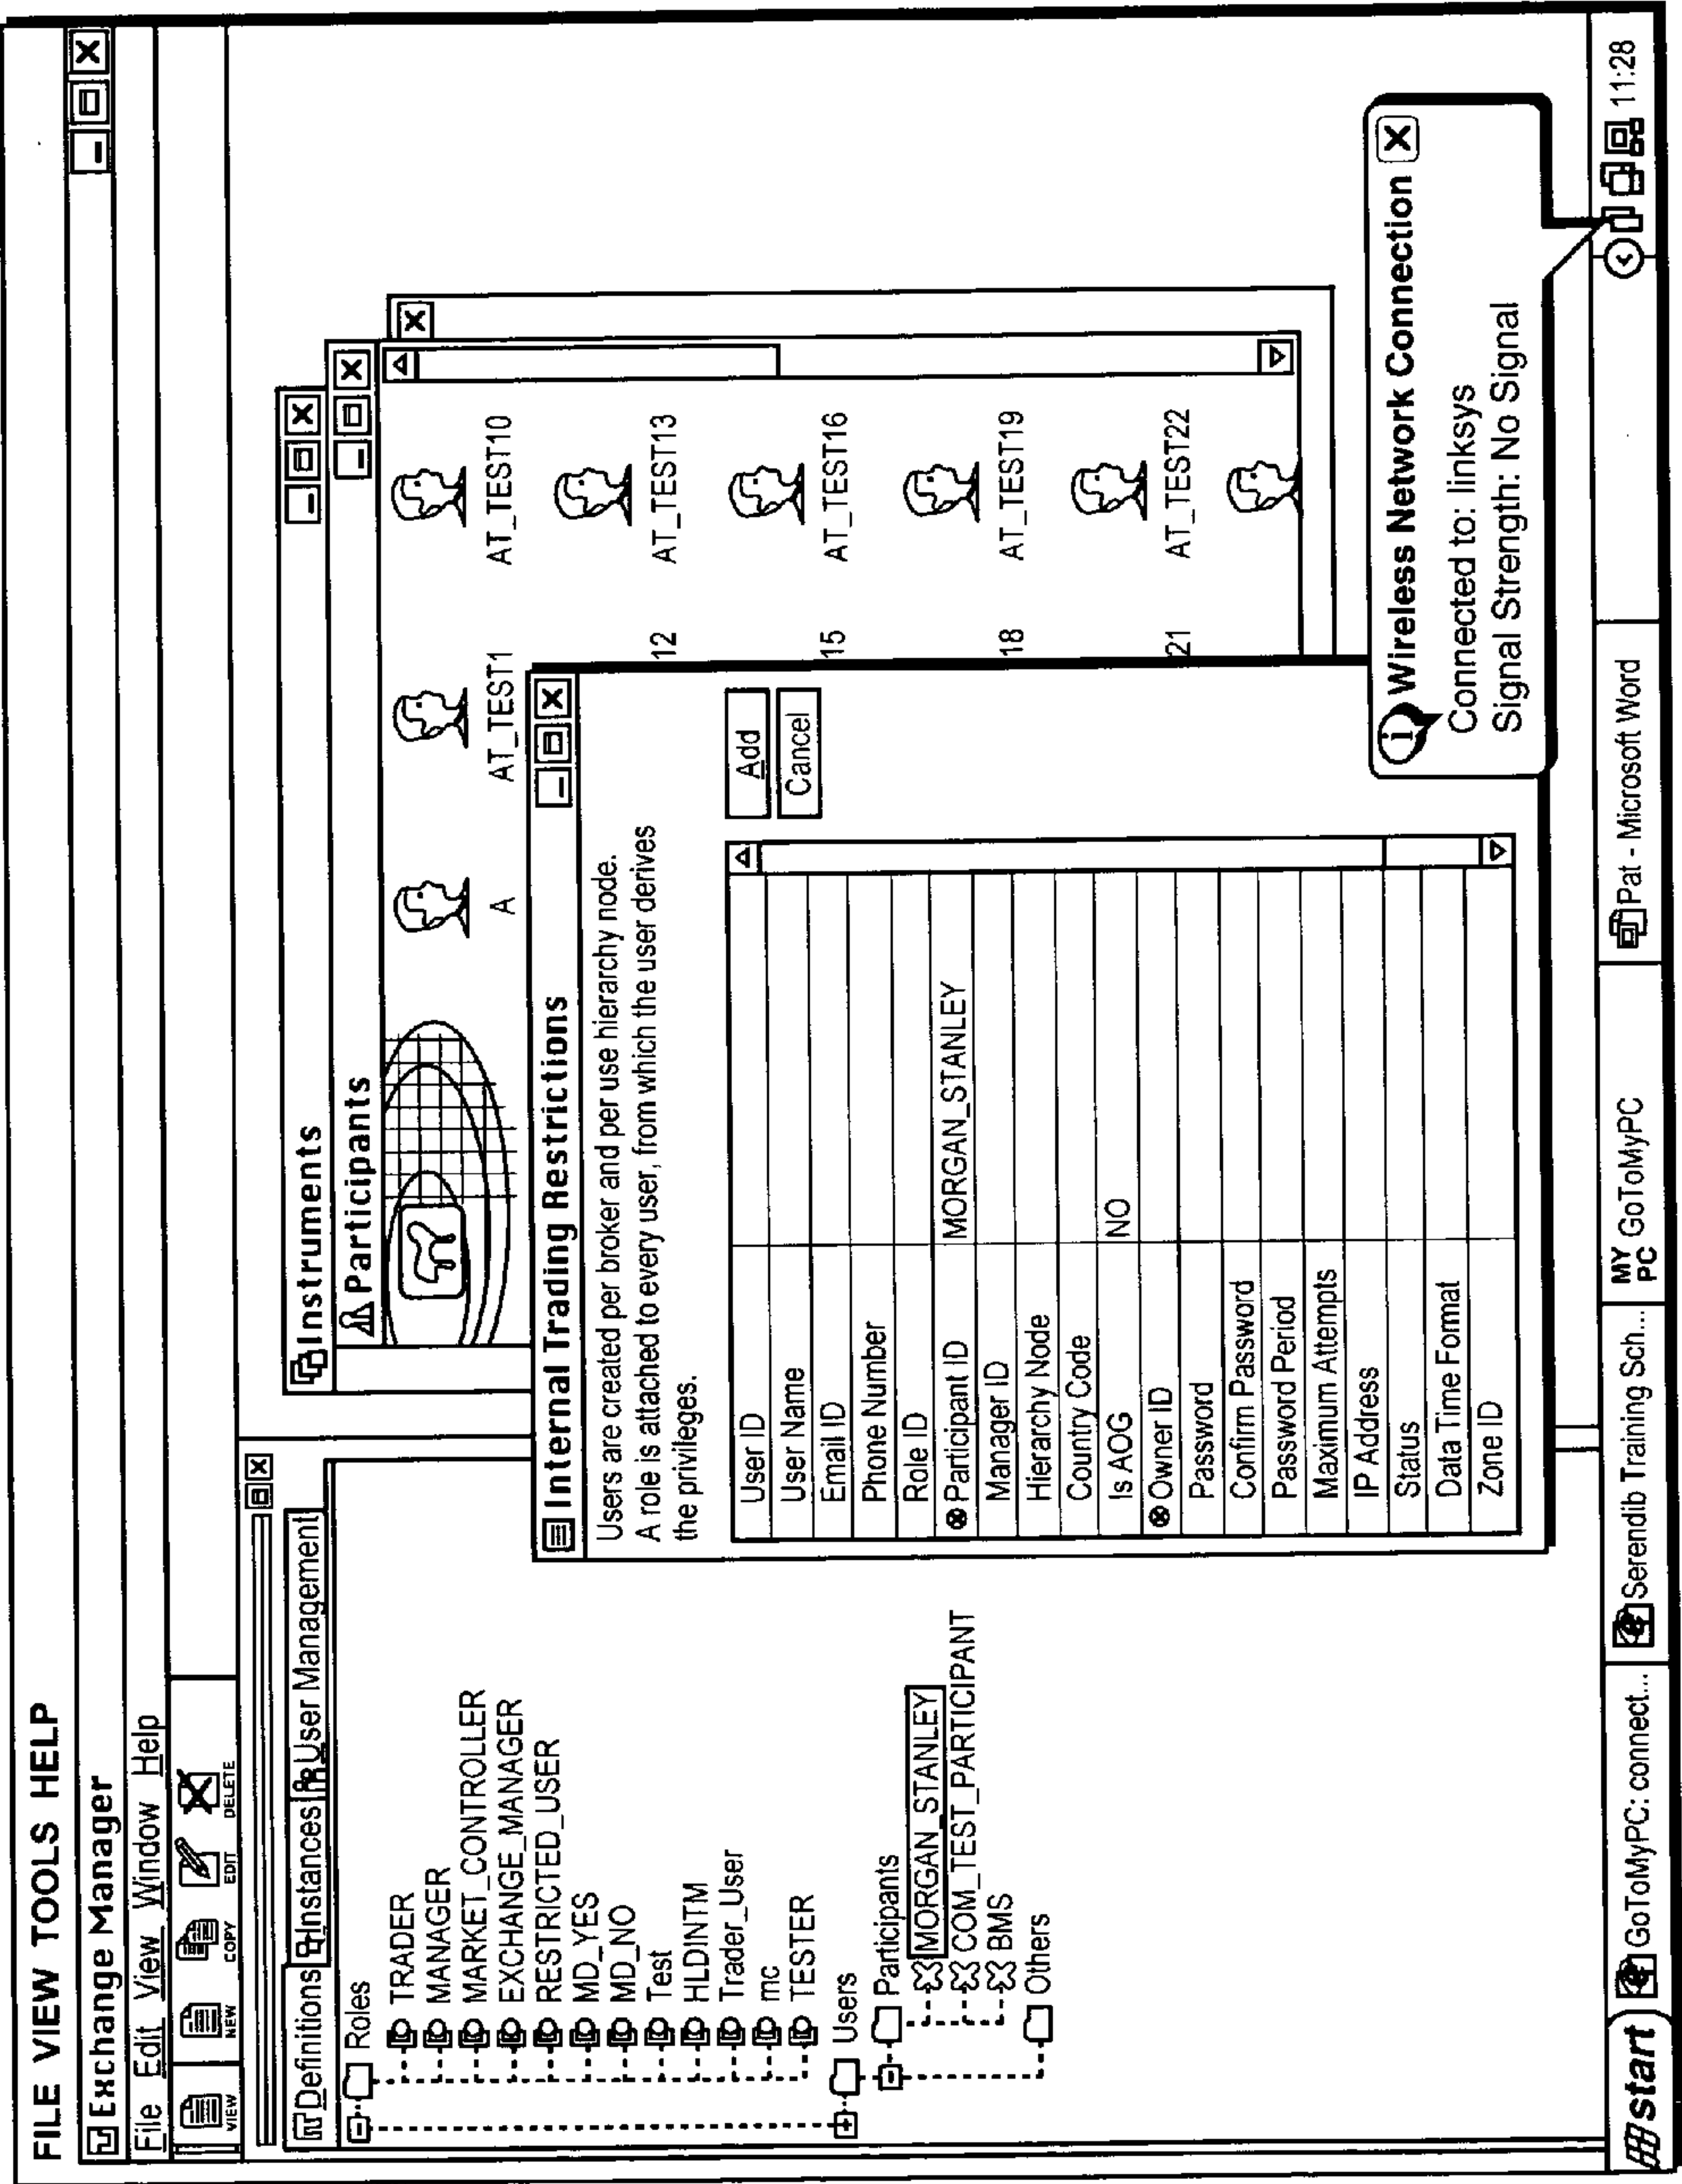 FILE VIEW TOOLS HELP
Exchange Manager
File Edit View Window Help
VIEW NEW COPY EDIT DELETE
Definitions Instances User Management
Roles
TRADER
MANAGER
MARKET_CONTROLLER
EXCHANGE_MANAGER
RESTRICTED_USER
MD_YES
MD_NO
Test
HLDINTM
Trader_User
mc
TESTER
Users
Participants
MORGAN_STANLEY
COM_TEST_PARTICIPANT
BMS
Others
Instruments
Participants
A AT_TEST1 AT_TEST10
12 AT_TEST13
15 AT_TEST16
18 AT_TEST19
21 AT_TEST22
Internal Trading Restrictions
Users are created per broker and per use hierarchy node.
A role is attached to every user, from which the user derives
the privileges.
Add
Cancel
User ID
User Name
Email ID
Phone Number
Role ID
Participant ID MORGAN_STANLEY
Manager ID
Hierarchy Node
Country Code
Is AOG NO
Owner ID
Password
Confirm Password
Password Period
Maximum Attempts
IP Address
Status
Data Time Format
Zone ID
Wireless Network Connection
Connected to: linksys
Signal Strength: No Signal
start GoToMyPC: connect... Serendib Training Sch... MY PC GoToMyPC Pat - Microsoft Word 11:28